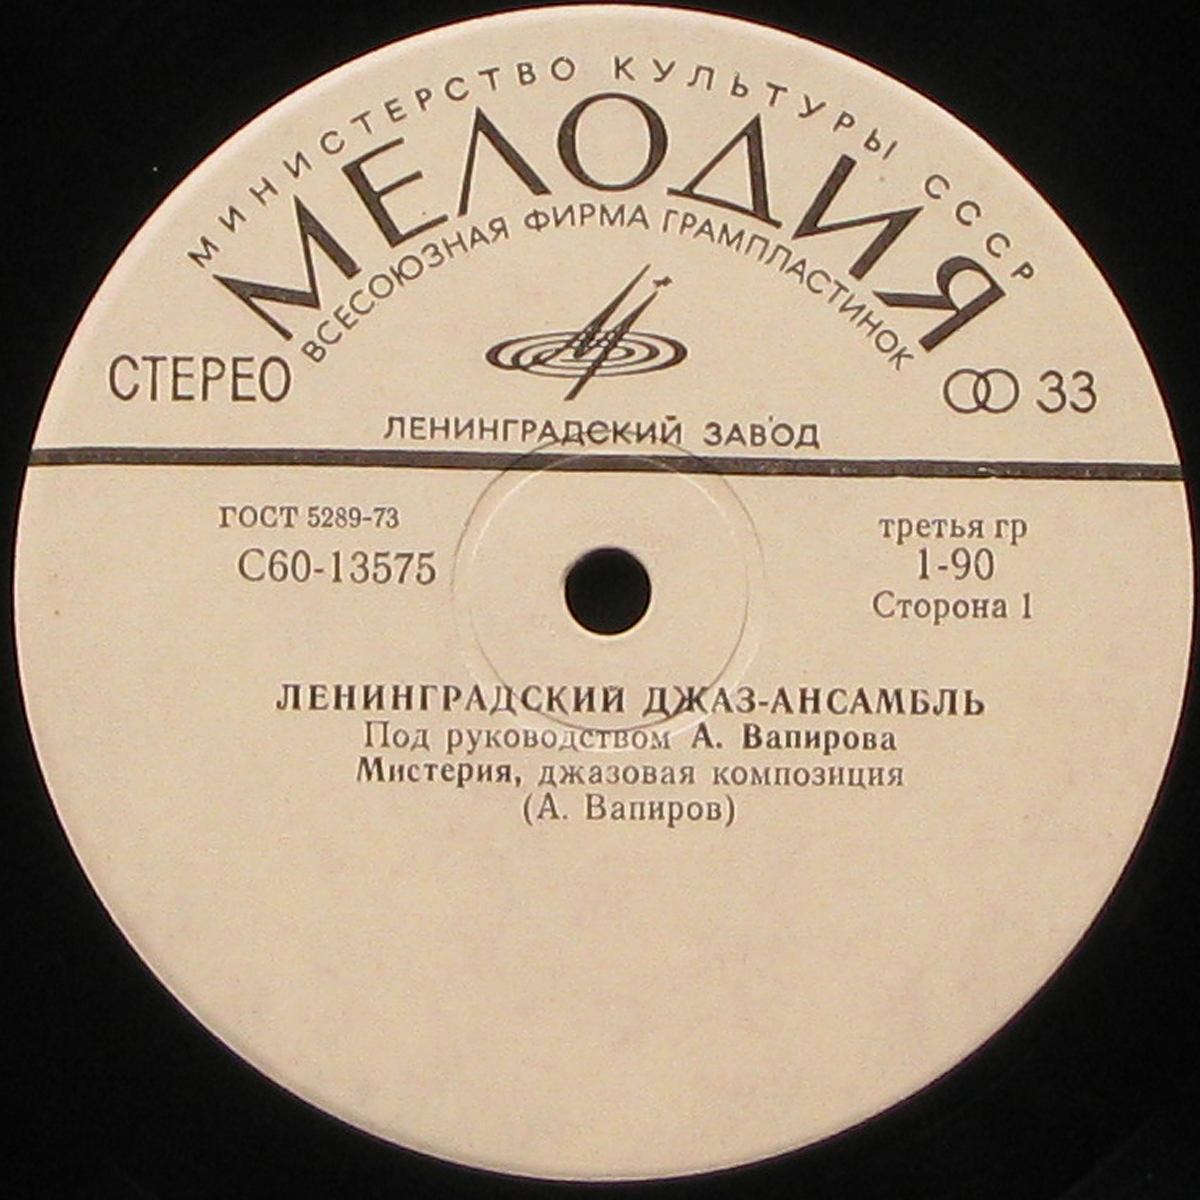 МИНИСТЕРСТВО КУЛЬТУРЫ СССР
МЕЛОДИЯ
ВСЕСОЮЗНАЯ ФИРМА ГРАМПЛАСТИНОК
СТЕРЕО
33
ЛЕНИНГРАДСКИЙ ЗАВОД
ГОСТ 5289-73
С60-13575
третья гр
1-90
Сторона 1
ЛЕНИНГРАДСКИЙ ДЖАЗ-АНСАМБЛЬ
Под руководством А. Вапирова
Мистерия, джазовая композиция
(А. Вапиров)